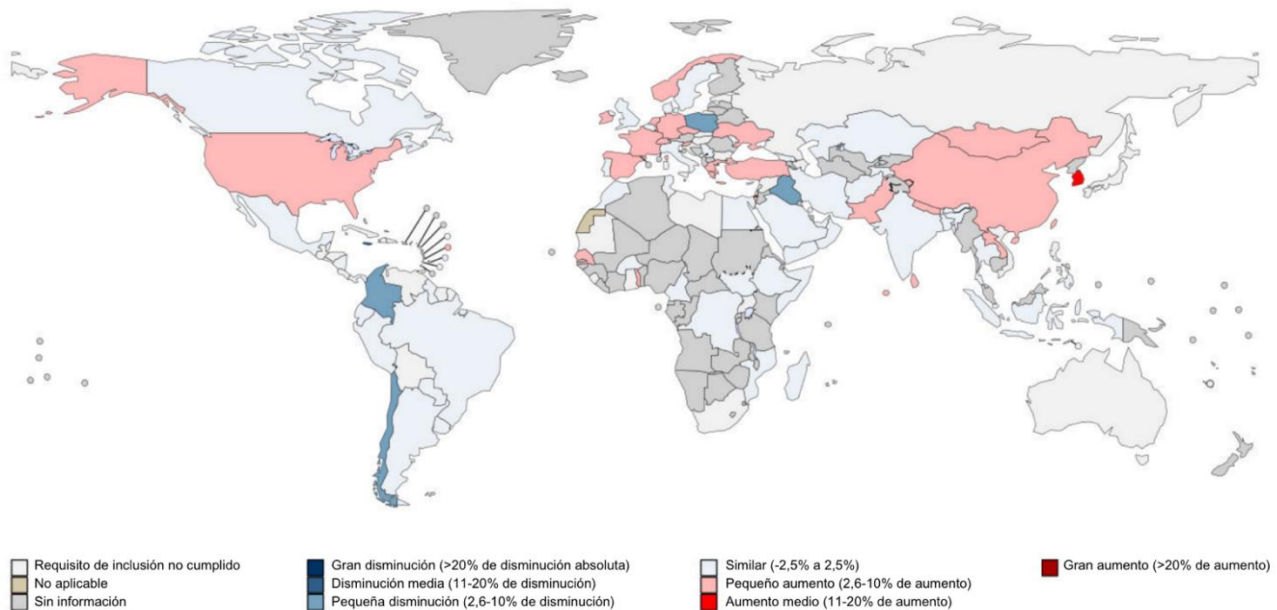 Requisito de inclusión no cumplido
No aplicable
Sin información
Gran disminución (>20% de disminución absoluta)
Disminución media (11-20% de disminución)
Pequeña disminución (2,6-10% de disminución)
Similar (-2,5% a 2,5%)
Pequeño aumento (2,6-10% de aumento)
Aumento medio (11-20% de aumento)
Gran aumento (>20% de aumento)